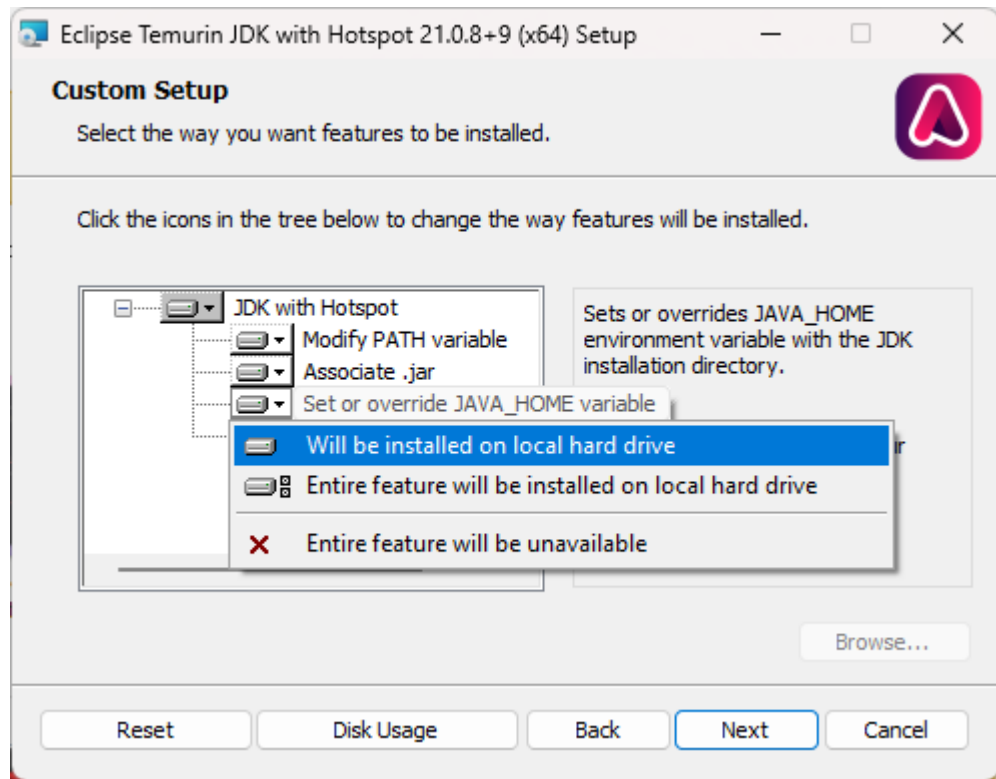 Eclipse Temurin JDK with Hotspot 21.0.8+9 (x64) Setup
Custom Setup
Select the way you want features to be installed.
Click the icons in the tree below to change the way features will be installed.
JDK with Hotspot
Modify PATH variable
Associate .jar
Set or override JAVA_HOME variable
Will be installed on local hard drive
Entire feature will be installed on local hard drive
Entire feature will be unavailable
Sets or overrides JAVA_HOME
environment variable with the JDK
installation directory.
Browse...
Reset
Disk Usage
Back
Next
Cancel